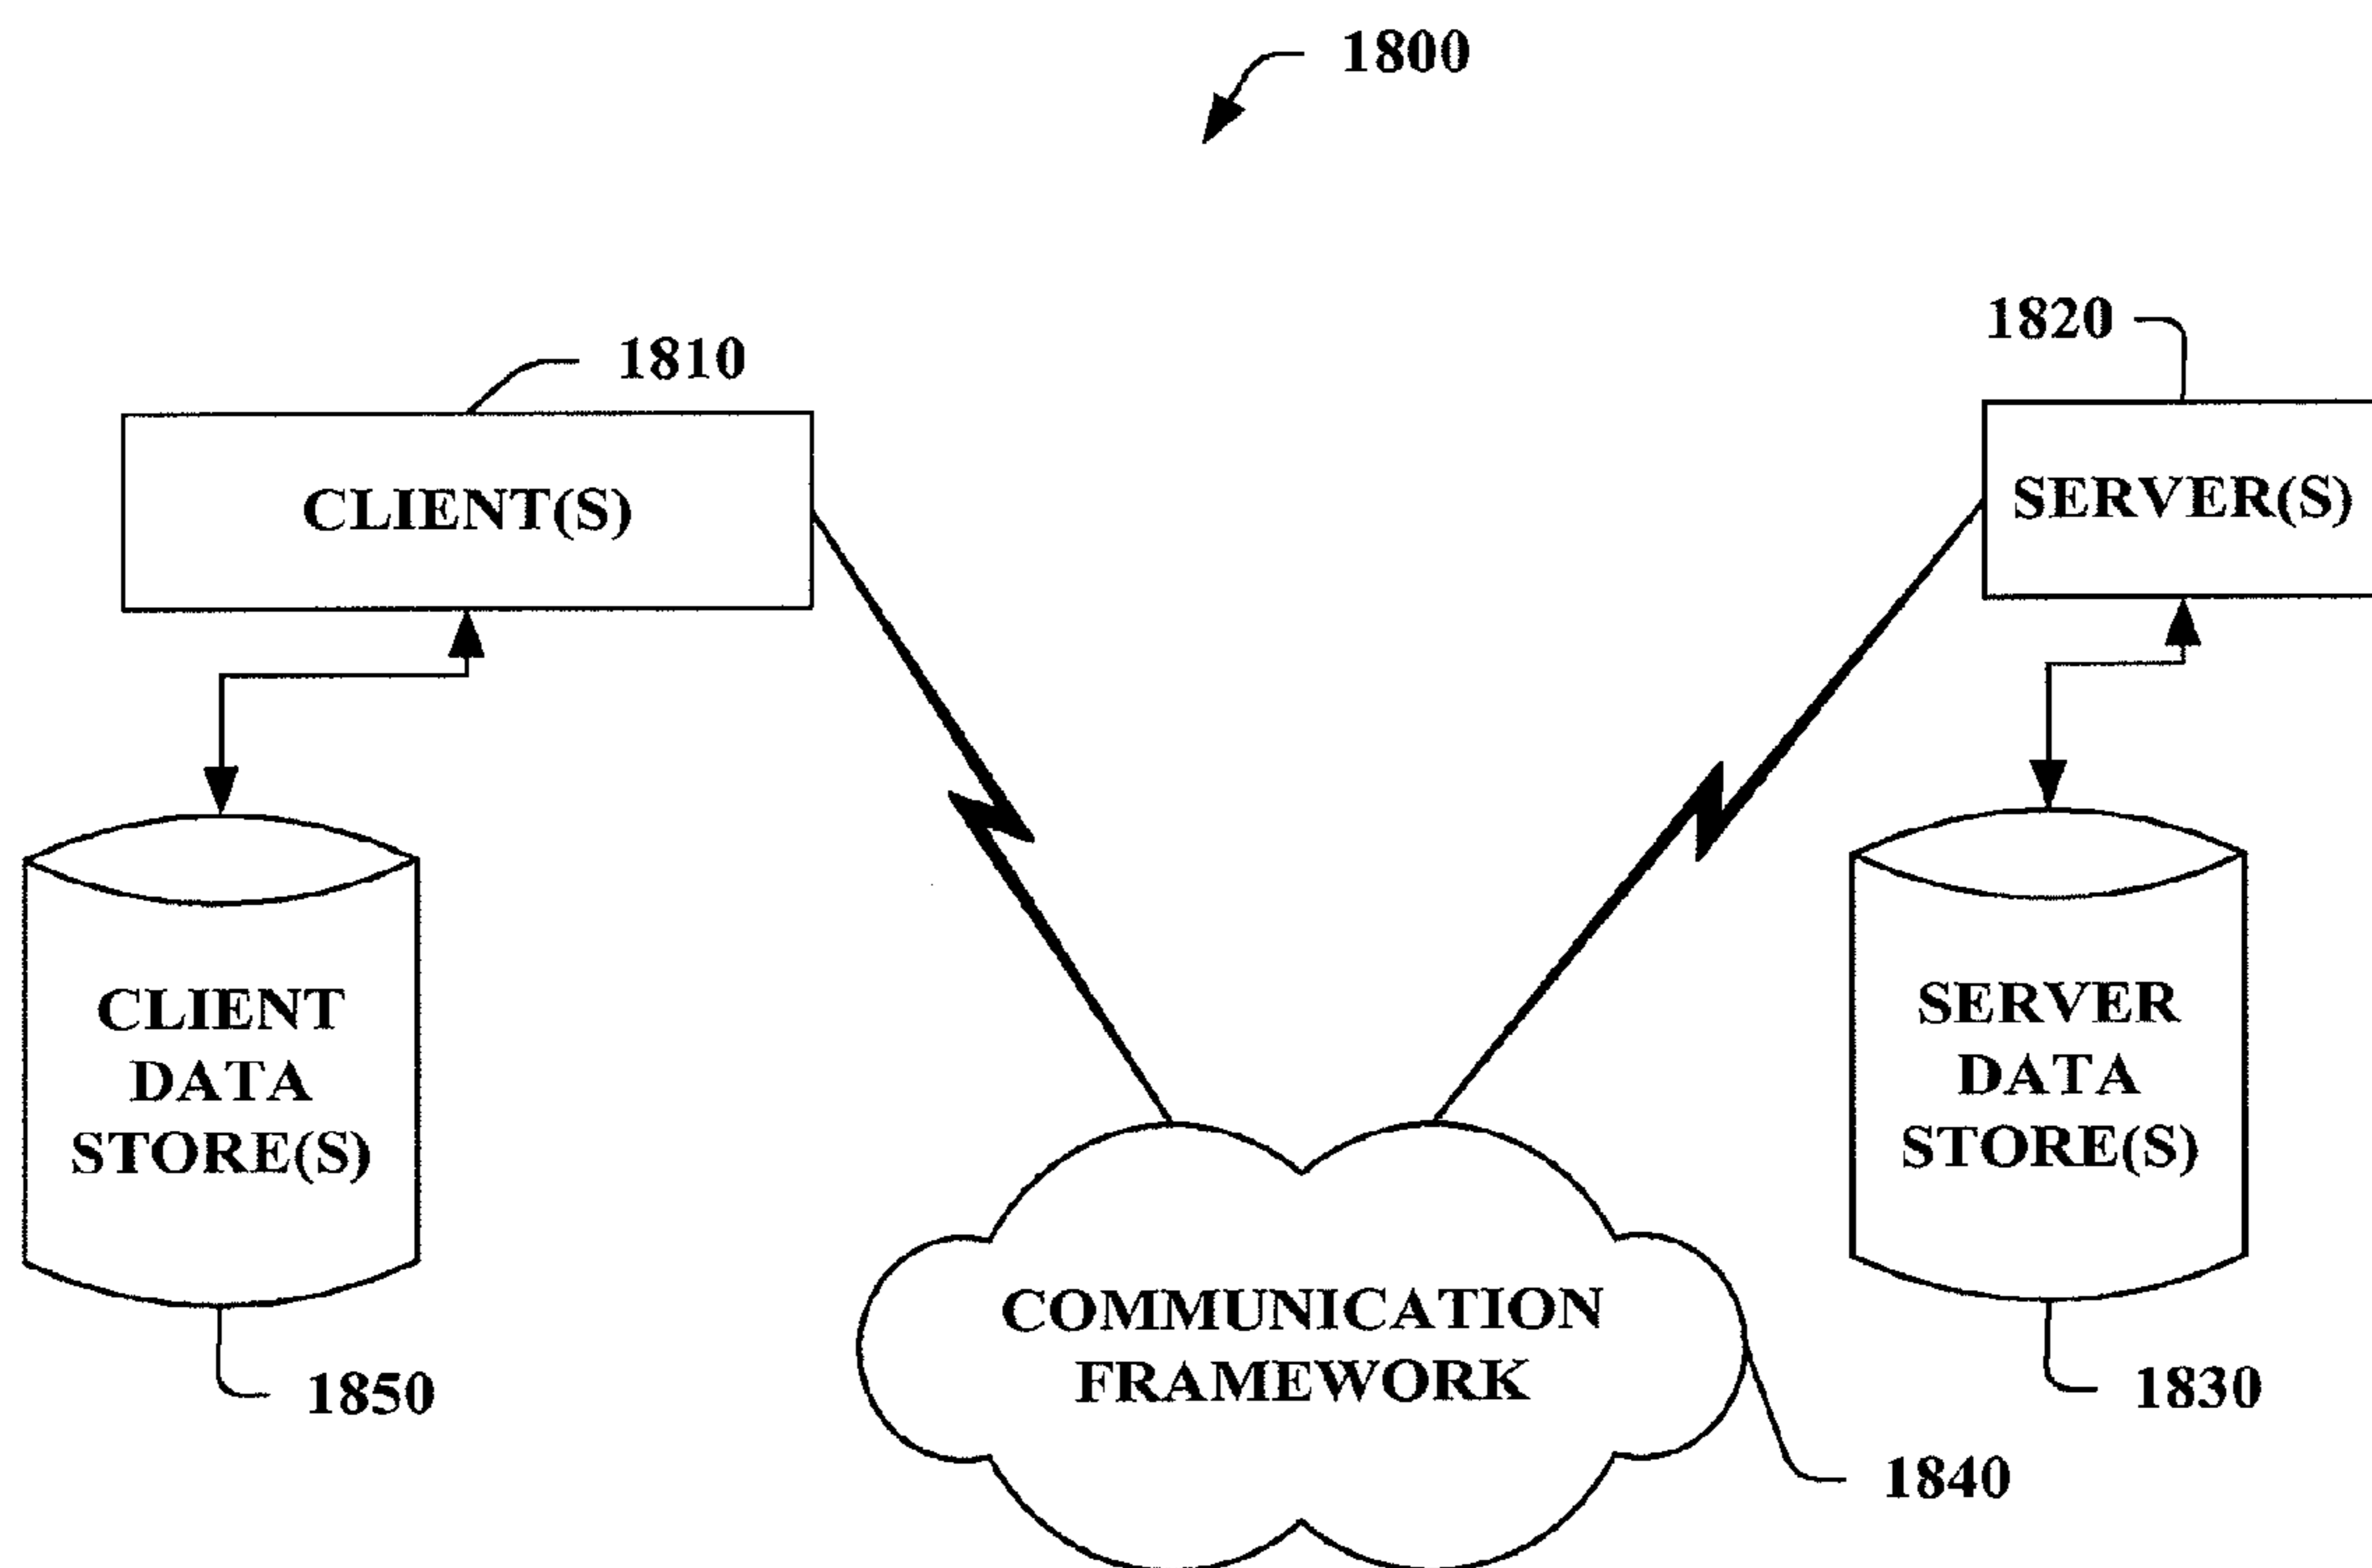 1800
1810
1820
CLIENT(S)
SERVER(S)
CLIENT
DATA
STORE(S)
SERVER
DATA
STORE(S)
COMMUNICATION
FRAMEWORK
1850
1830
1840